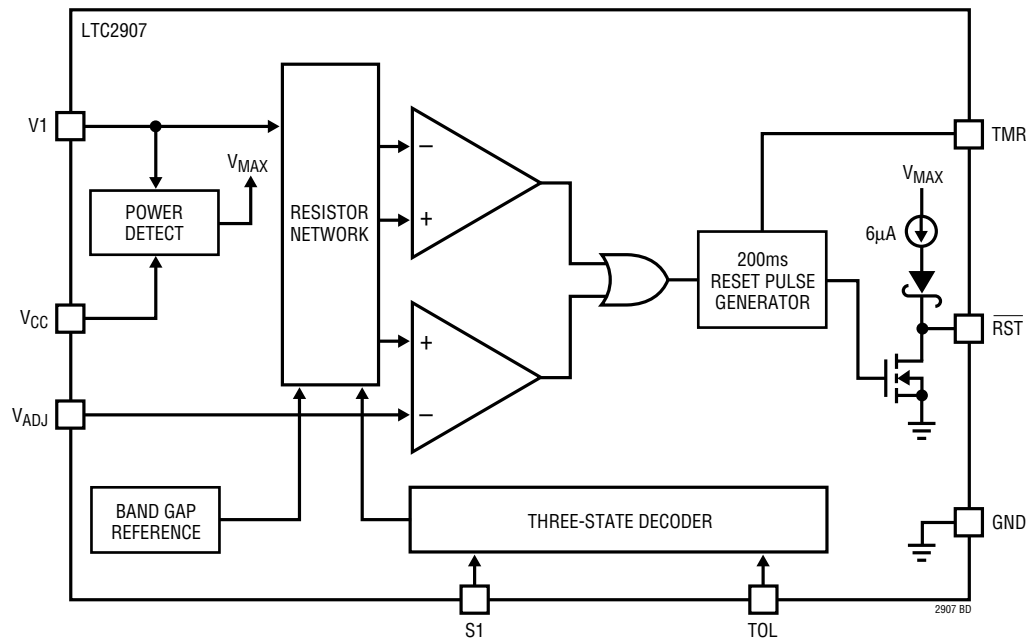 LTC2907
V1
VMAX
POWER
DETECT
RESISTOR
NETWORK
−
+
TMR
VMAX
6µA
200ms
RESET PULSE
GENERATOR
VCC
RST
+
−
VADJ
BAND GAP
REFERENCE
THREE-STATE DECODER
GND
S1
TOL
2907 BD